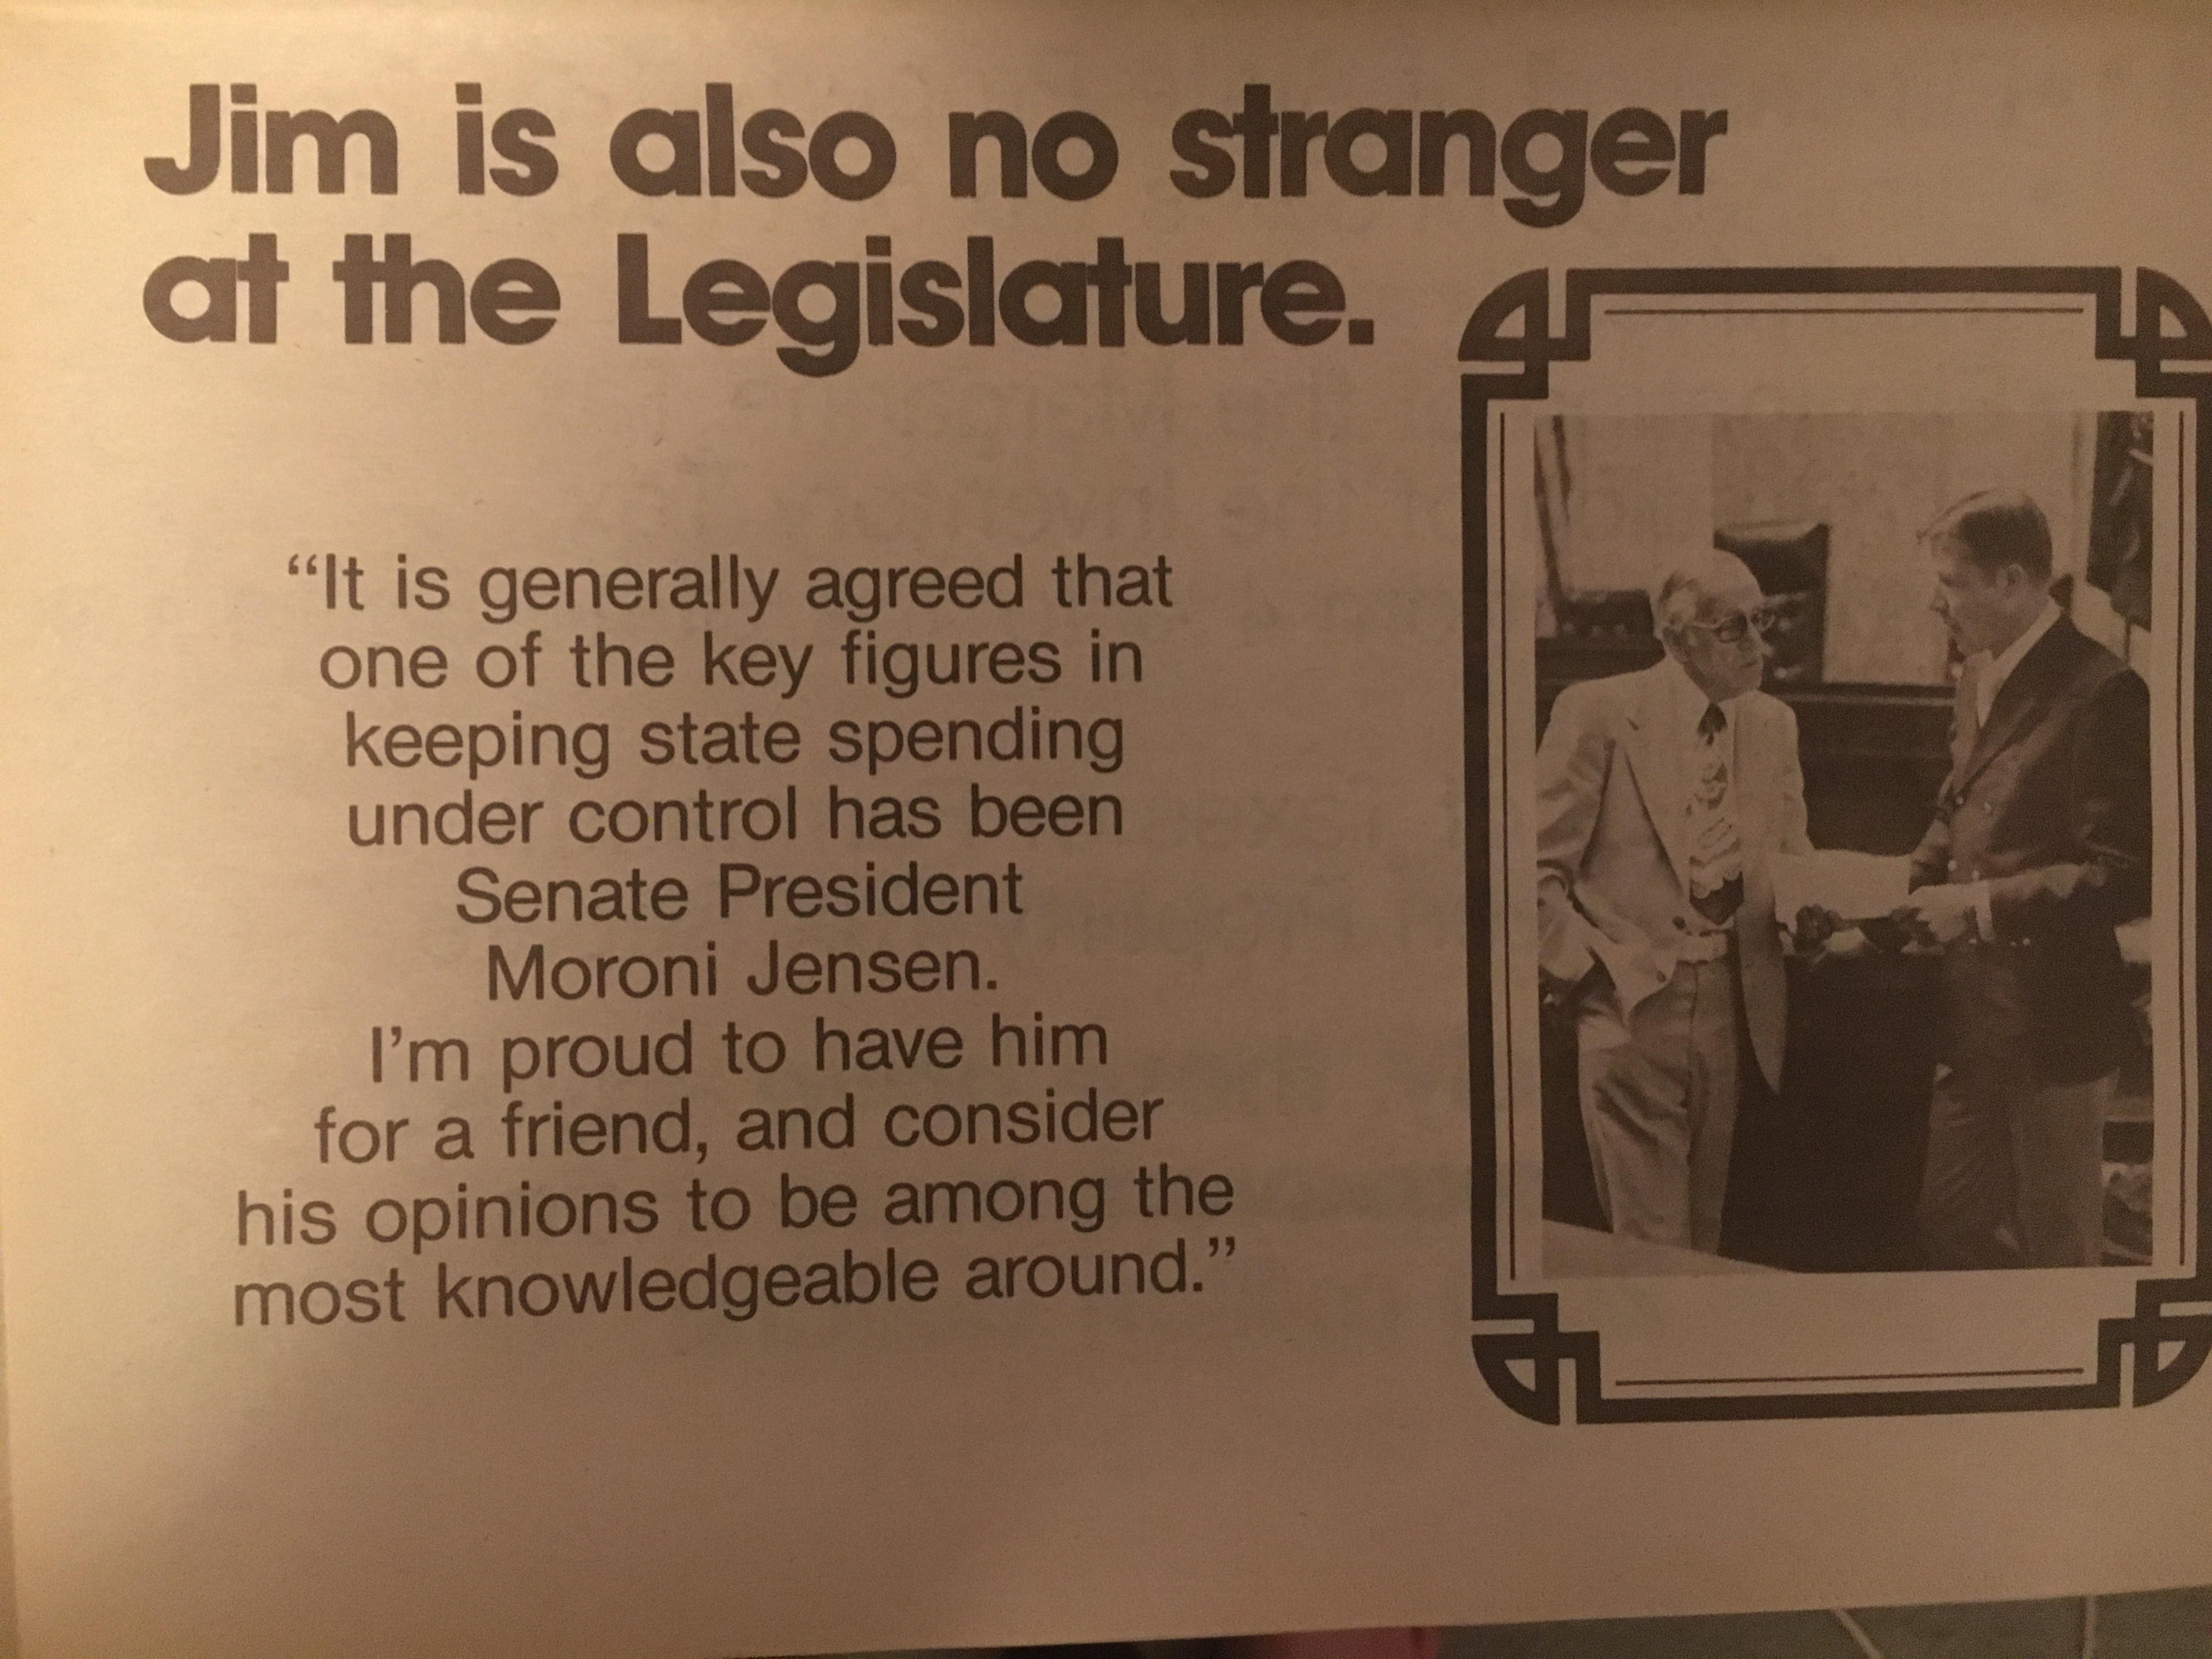 Jim is also no stranger
at the Legislature.
“It is generally agreed that
one of the key figures in
keeping state spending
under control has been
Senate President
Moroni Jensen.
I’m proud to have him
for a friend, and consider
his opinions to be among the
most knowledgeable around.”